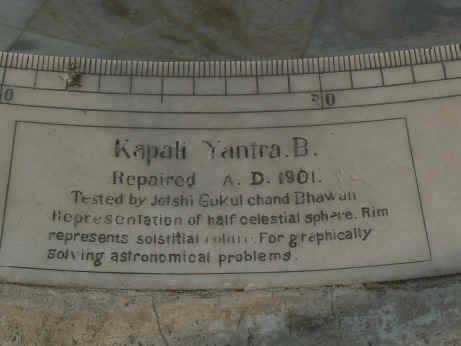 0 20
Kapali Yantra.B.
Repaired A. D. 1901.
Tested by Jotshi Gokul chand Bhawan
Representation of half celestial sphere. Rim
represents solstitial colure. For graphically
solving astronomical problems.